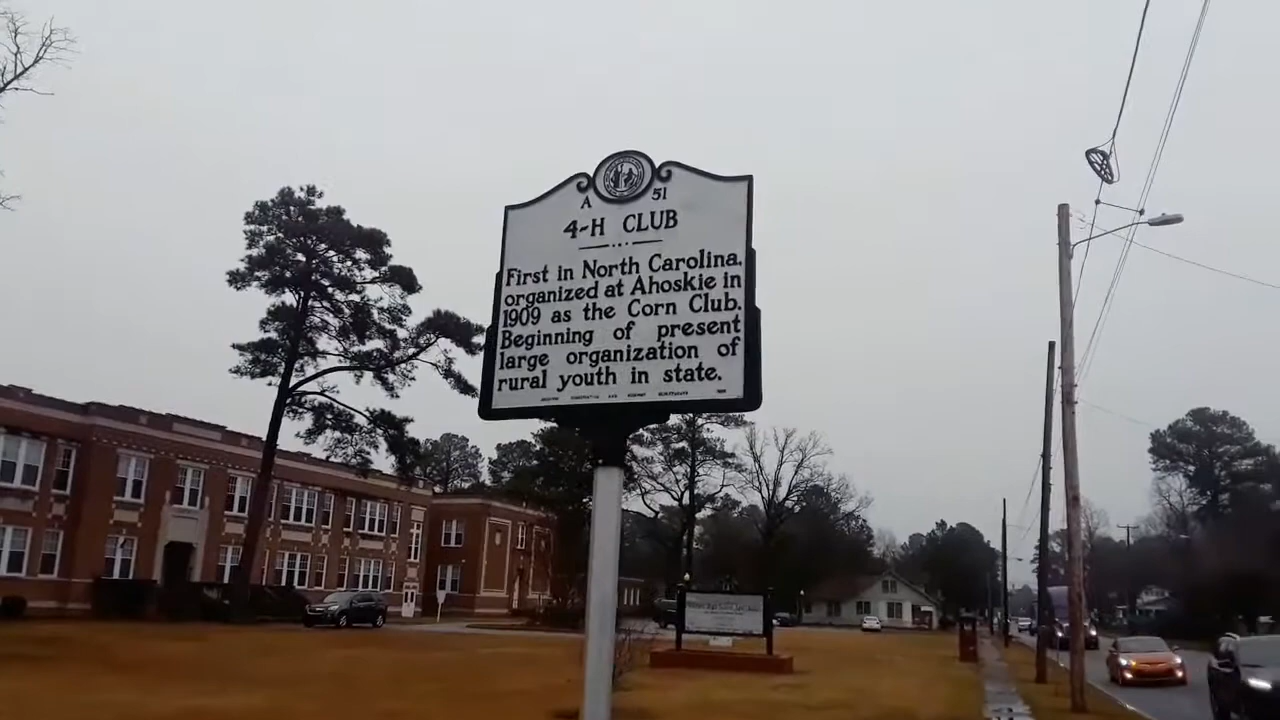 A 51
4-H CLUB
First in North Carolina,
organized at Ahoskie in
1909 as the Corn Club.
Beginning of present
large organization of
rural youth in state.